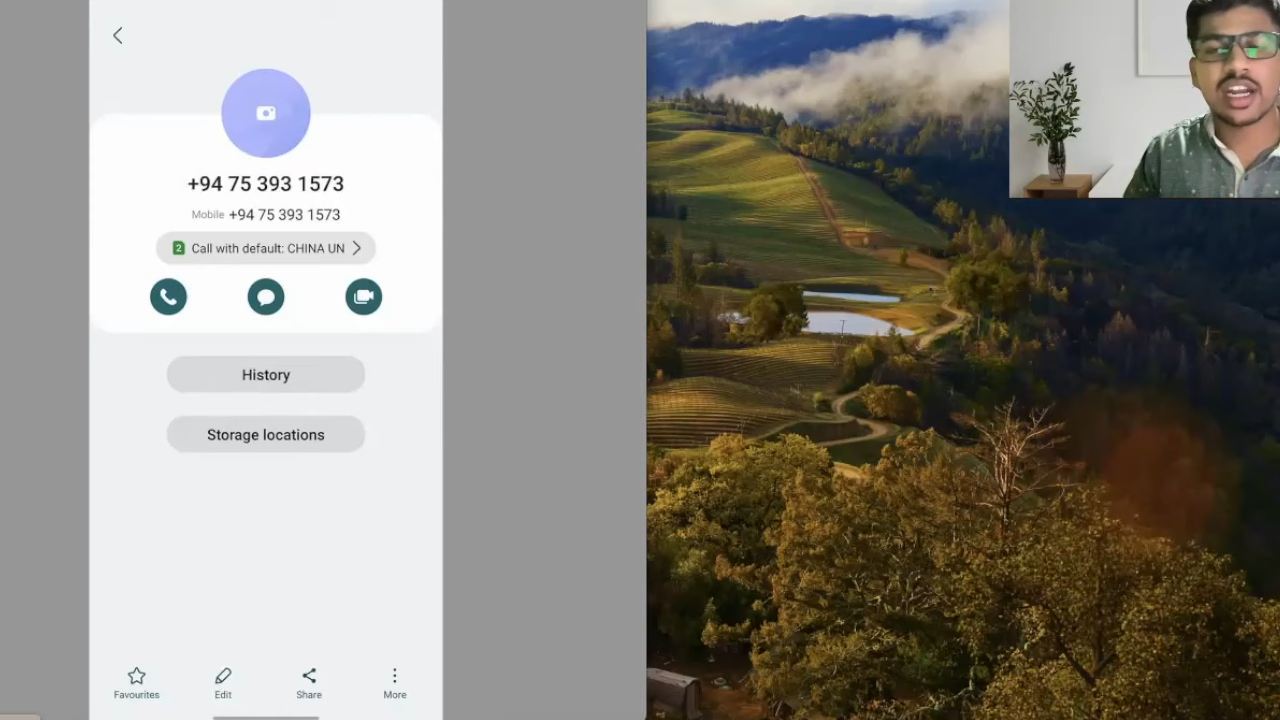 +94 75 393 1573
Mobile +94 75 393 1573
2 Call with default: CHINA UN
History
Storage locations
Favourites
Edit
Share
More